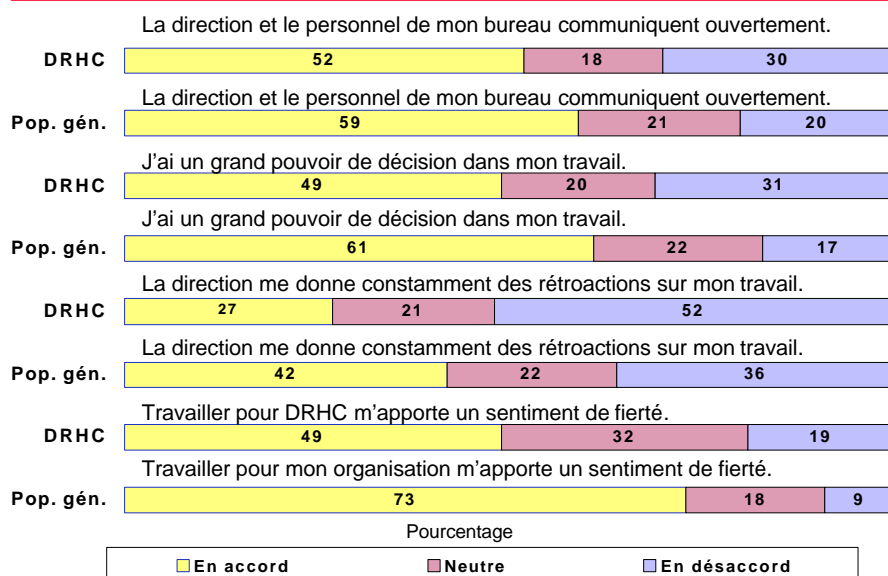 La direction et le personnel de mon bureau communiquent ouvertement.
DRHC 52 18 30
La direction et le personnel de mon bureau communiquent ouvertement.
Pop. gén. 59 21 20
J'ai un grand pouvoir de décision dans mon travail.
DRHC 49 20 31
J'ai un grand pouvoir de décision dans mon travail.
Pop. gén. 61 22 17
La direction me donne constamment des rétroactions sur mon travail.
DRHC 27 21 52
La direction me donne constamment des rétroactions sur mon travail.
Pop. gén. 42 22 36
Travailler pour DRHC m’apporte un sentiment de fierté.
DRHC 49 32 19
Travailler pour mon organisation m’apporte un sentiment de fierté.
Pop. gén. 73 18 9
Pourcentage
En accord Neutre En désaccord